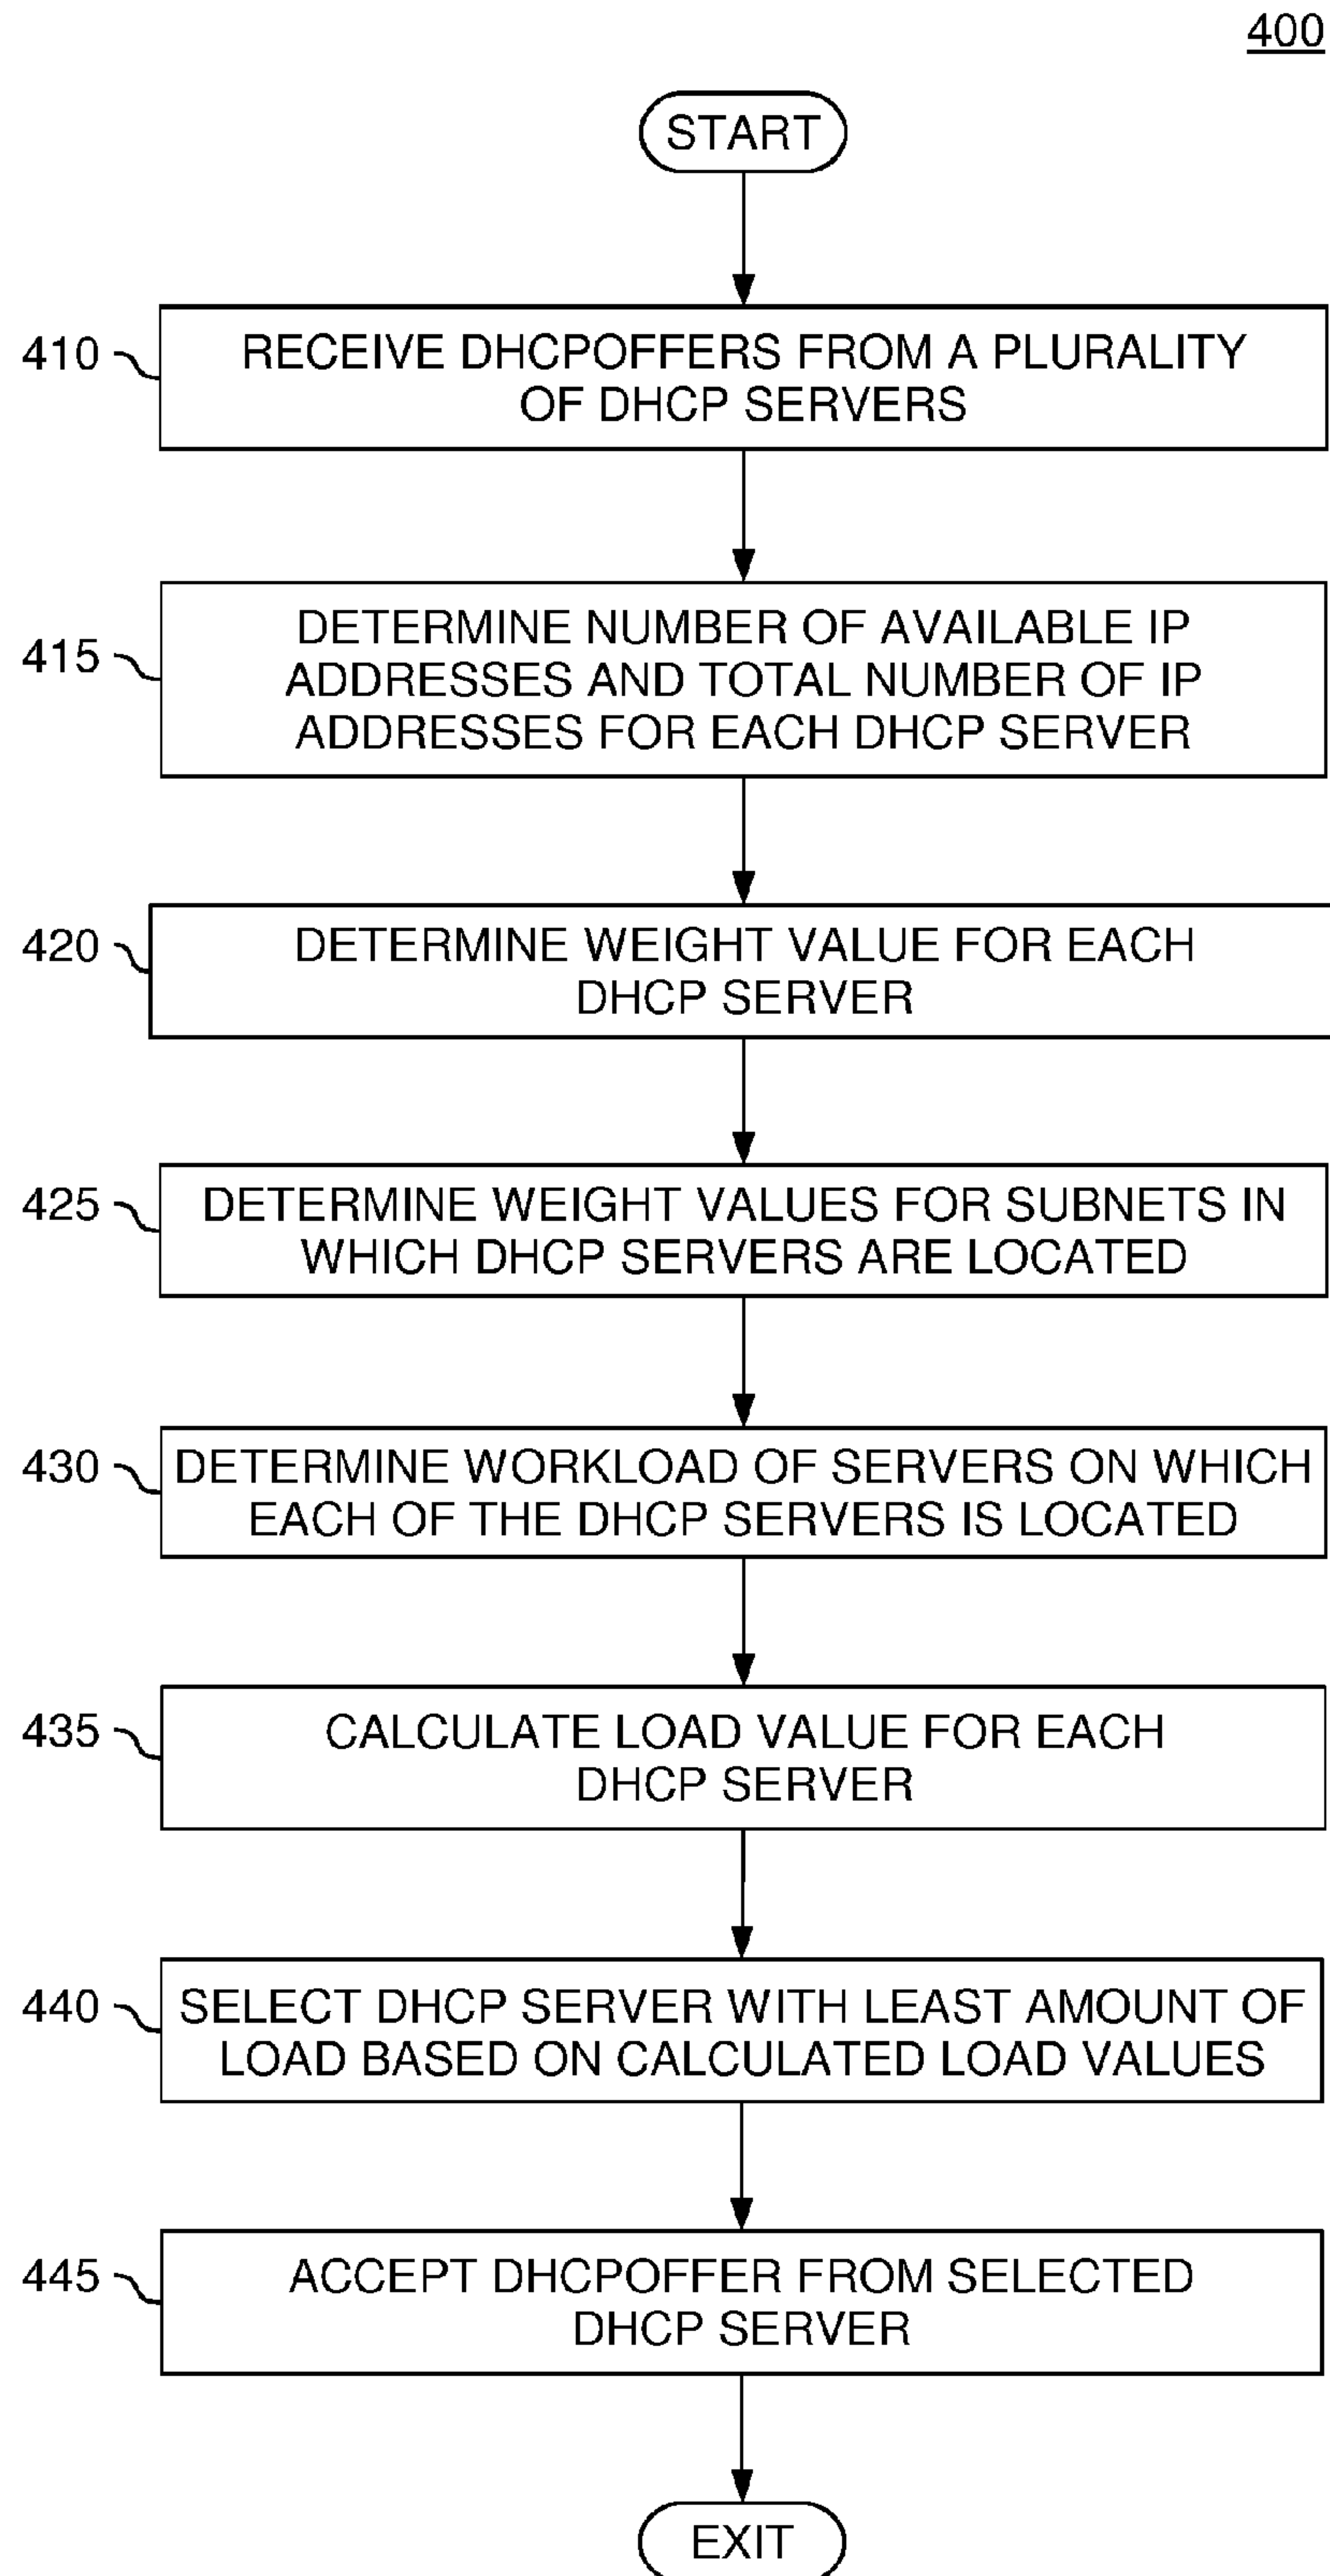 400
START
410
RECEIVE DHCPOFFERS FROM A PLURALITY
OF DHCP SERVERS
415
DETERMINE NUMBER OF AVAILABLE IP
ADDRESSES AND TOTAL NUMBER OF IP
ADDRESSES FOR EACH DHCP SERVER
420
DETERMINE WEIGHT VALUE FOR EACH
DHCP SERVER
425
DETERMINE WEIGHT VALUES FOR SUBNETS IN
WHICH DHCP SERVERS ARE LOCATED
430
DETERMINE WORKLOAD OF SERVERS ON WHICH
EACH OF THE DHCP SERVERS IS LOCATED
435
CALCULATE LOAD VALUE FOR EACH
DHCP SERVER
440
SELECT DHCP SERVER WITH LEAST AMOUNT OF
LOAD BASED ON CALCULATED LOAD VALUES
445
ACCEPT DHCPOFFER FROM SELECTED
DHCP SERVER
EXIT